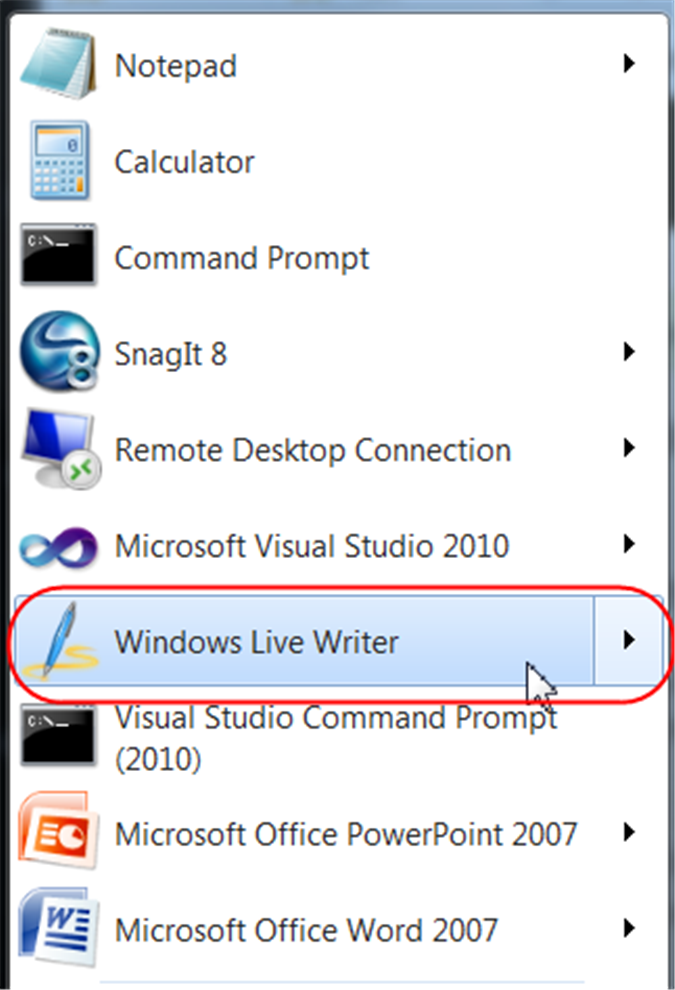 Notepad
Calculator
C:\_
Command Prompt
SnagIt 8
8
Remote Desktop Connection
Microsoft Visual Studio 2010
Windows Live Writer
C:\_
Visual Studio Command Prompt
(2010)
Microsoft Office PowerPoint 2007
W
Microsoft Office Word 2007